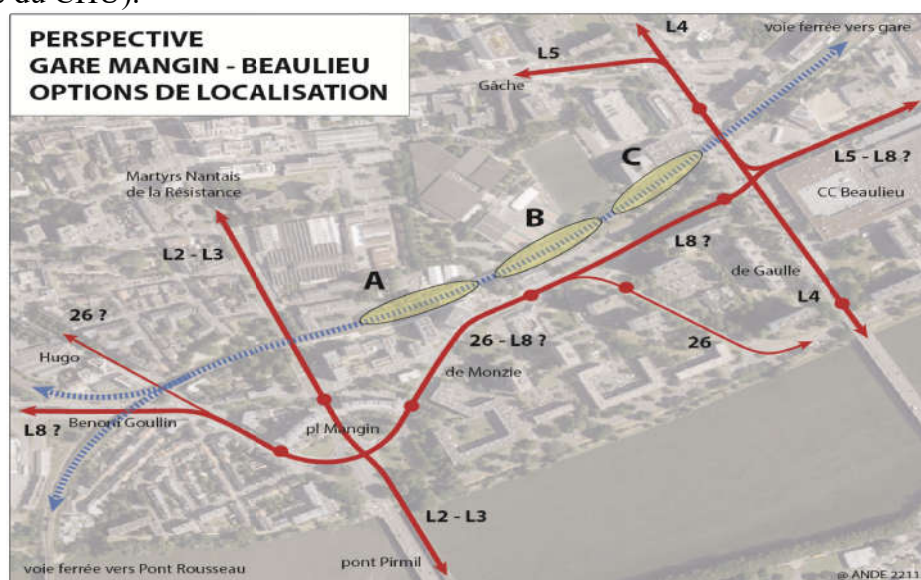 s du CHU).
PERSPECTIVE
GARE MANGIN - BEAULIEU
OPTIONS DE LOCALISATION
L4
voie ferrée vers gare
L5
Gâche
C
L5 - L8 ?
CC Beaulieu
Martyrs Nantais
de la Résistance
B
L2 - L3
L8 ?
A
de Gaulle
L4
26 ?
26 - L8 ?
26
Hugo
de Monzie
Benoni Goullin
L8 ?
pl Mangin
L2 - L3
voie ferrée vers Pont Rousseau
pont Pirmil
@ ANDE 2211